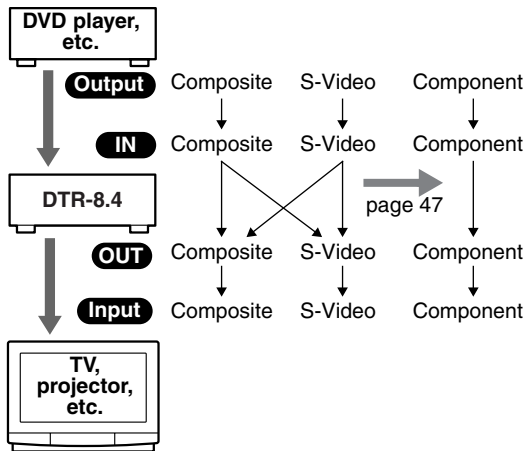 DVD player,
etc.
Output Composite S-Video Component
IN Composite S-Video Component
page 47
DTR-8.4
OUT Composite S-Video Component
Input Composite S-Video Component
TV,
projector,
etc.